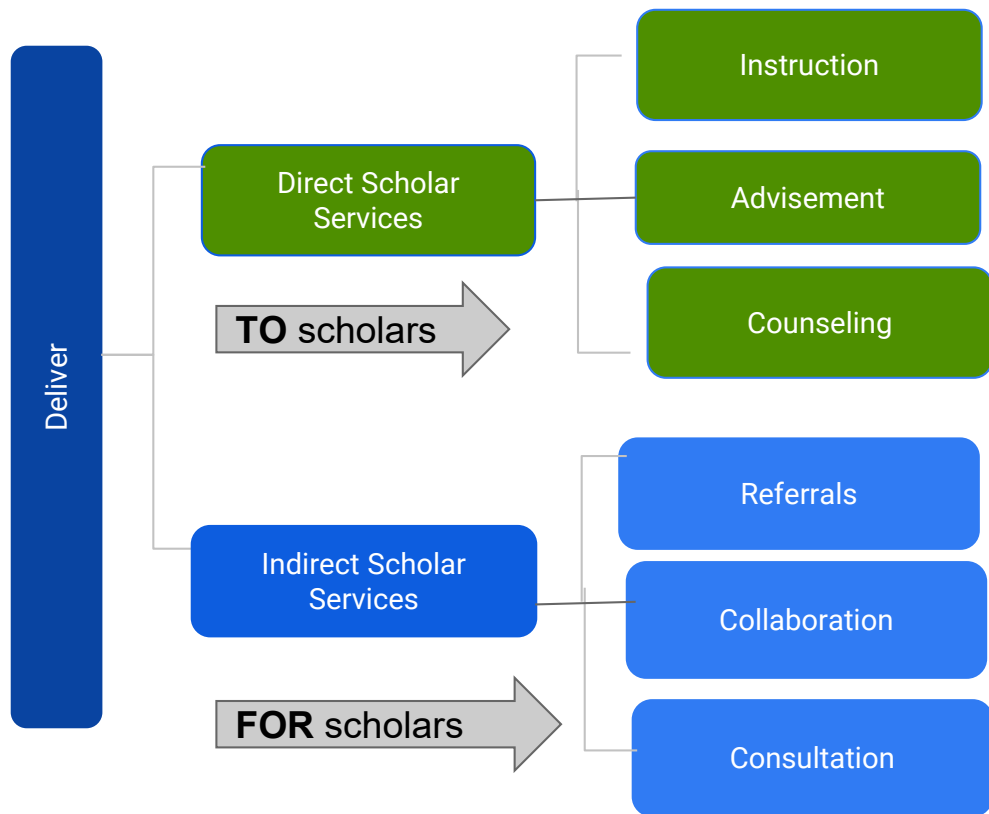 Deliver
Direct Scholar
Services
TO scholars
Instruction
Advisement
Counseling
Indirect Scholar
Services
FOR scholars
Referrals
Collaboration
Consultation